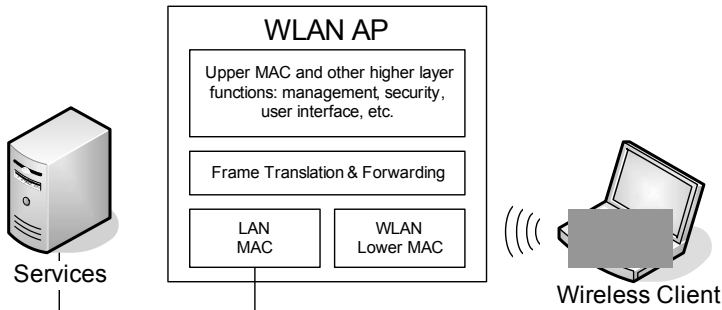 WLAN AP
Upper MAC and other higher layer
functions: management, security,
user interface, etc.
Frame Translation & Forwarding
LAN
MAC
WLAN
Lower MAC
Services
Wireless Client